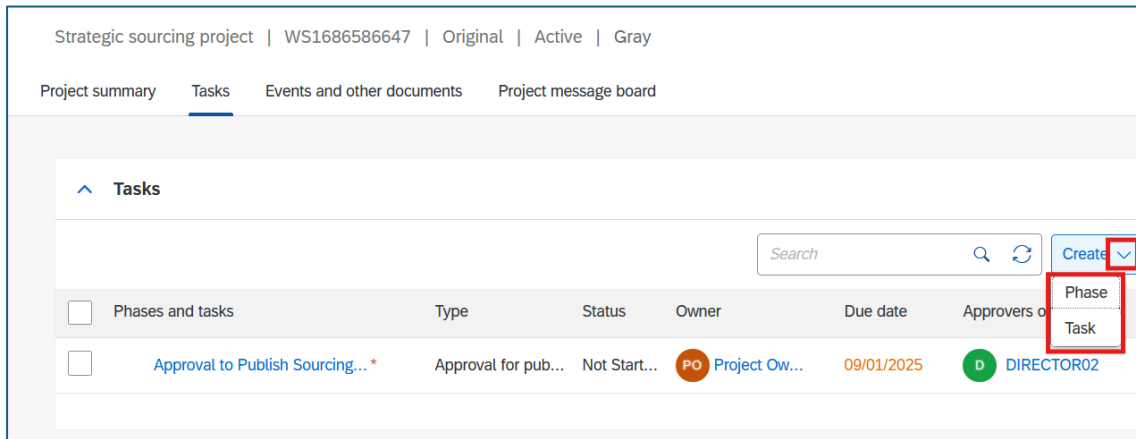 Strategic sourcing project | WS1686586647 | Original | Active | Gray
Project summary Tasks Events and other documents Project message board
Tasks
Search Create
Phase
Task
Phases and tasks Type Status Owner Due date Approvers o
Approval to Publish Sourcing... * Approval for pub... Not Start... PO Project Ow... 09/01/2025 D DIRECTOR02